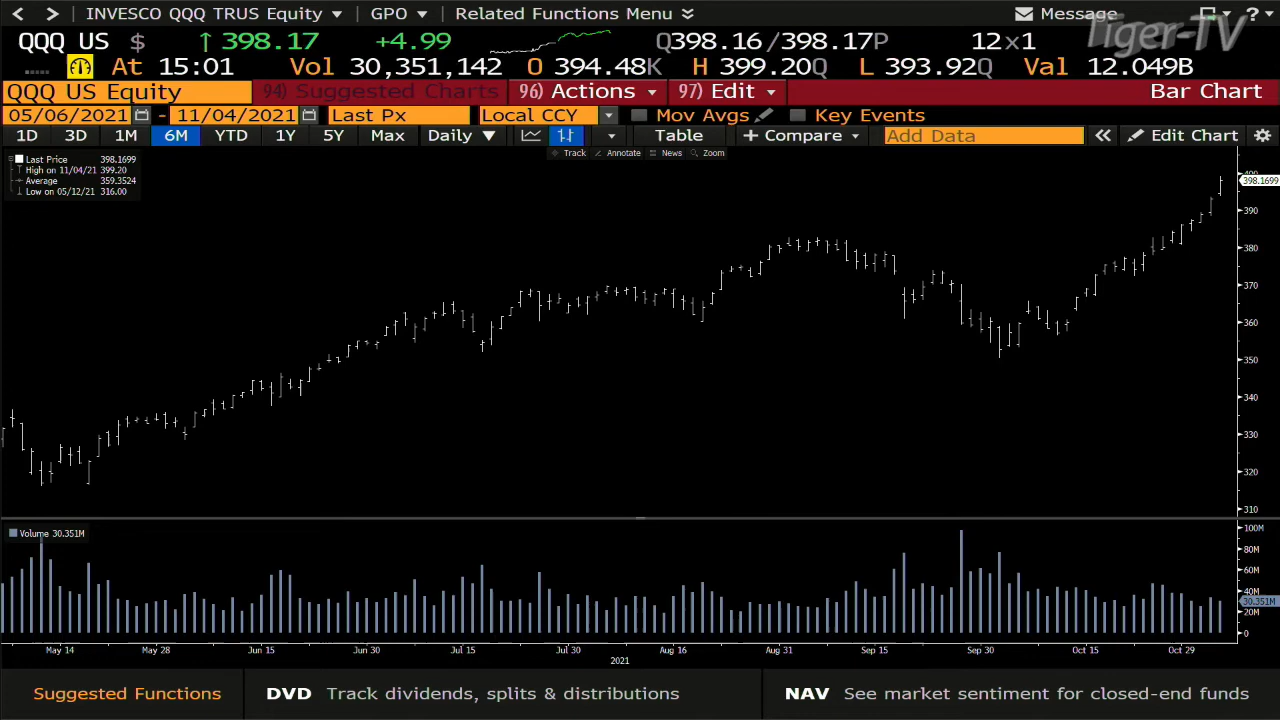 < > INVESCO QQQ TRUS Equity GPO Related Functions Menu Message ?
Tiger-TV
QQQ US $ ↑ 398.17 +4.99 Q398.16/398.17P 12x1
At 15:01 Vol 30,351,142 O 394.48K H 399.20Q L 393.92Q Val 12.049B
QQQ US Equity 94) Suggested Charts 96) Actions 97) Edit Bar Chart
05/06/2021 - 11/04/2021 Last Px Local CCY Mov Avgs Key Events
1D 3D 1M 6M YTD 1Y 5Y Max Daily ▼ Table + Compare Add Data « Edit Chart
Track Annotate News Zoom
Last Price 398.1699
High on 11/04/21 399.20
Average 359.3524
Low on 05/12/21 316.00
400
398.1699
390
380
370
360
350
340
330
320
310
Volume 30.351M
100M
80M
60M
40M
30.351M
20M
0
May 14 May 28 Jun 15 Jun 30 Jul 15 Jul 30 Aug 16 Aug 31 Sep 15 Sep 30 Oct 15 Oct 29
2021
Suggested Functions DVD Track dividends, splits & distributions NAV See market sentiment for closed-end funds